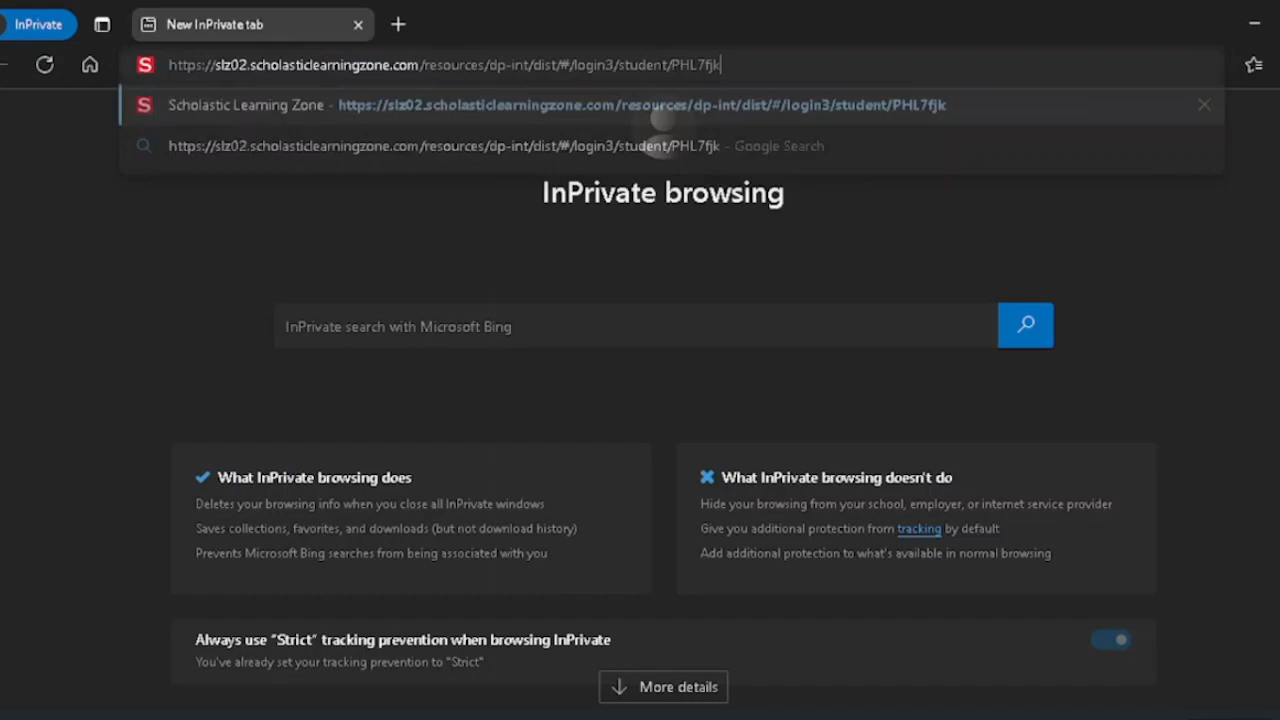 InPrivate
New InPrivate tab
https://slz02.scholasticlearningzone.com/resources/dp-int/dist/#/login3/student/PHL7fjk
Scholastic Learning Zone - https://slz02.scholasticlearningzone.com/resources/dp-int/dist/#/login3/student/PHL7fjk
https://slz02.scholasticlearningzone.com/resources/dp-int/dist/#/login3/student/PHL7fjk - Google Search
InPrivate browsing
InPrivate search with Microsoft Bing
What InPrivate browsing does
Deletes your browsing info when you close all InPrivate windows
Saves collections, favorites, and downloads (but not download history)
Prevents Microsoft Bing searches from being associated with you
What InPrivate browsing doesn't do
Hide your browsing from your school, employer, or internet service provider
Give you additional protection from tracking by default
Add additional protection to what's available in normal browsing
Always use "Strict" tracking prevention when browsing InPrivate
You've already set your tracking prevention to "Strict"
More details